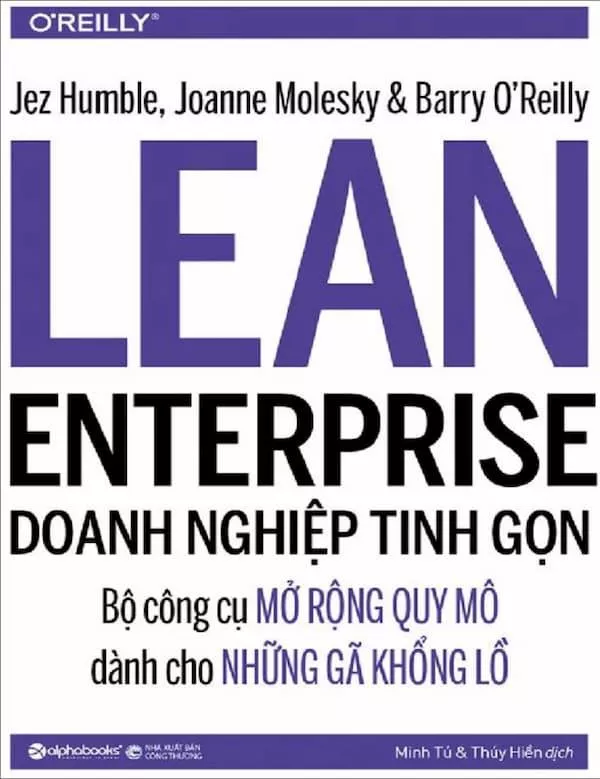 O'REILLY®
Jez Humble, Joanne Molesky & Barry O'Reilly
LEAN
ENTERPRISE
DOANH NGHIỆP TINH GỌN
Bộ công cụ MỞ RỘNG QUY MÔ
dành cho NHỮNG GÃ KHỔNG LỒ
alphabooks®
NHÀ XUẤT BẢN
CÔNG THƯƠNG
Minh Tú & Thúy Hiền dịch